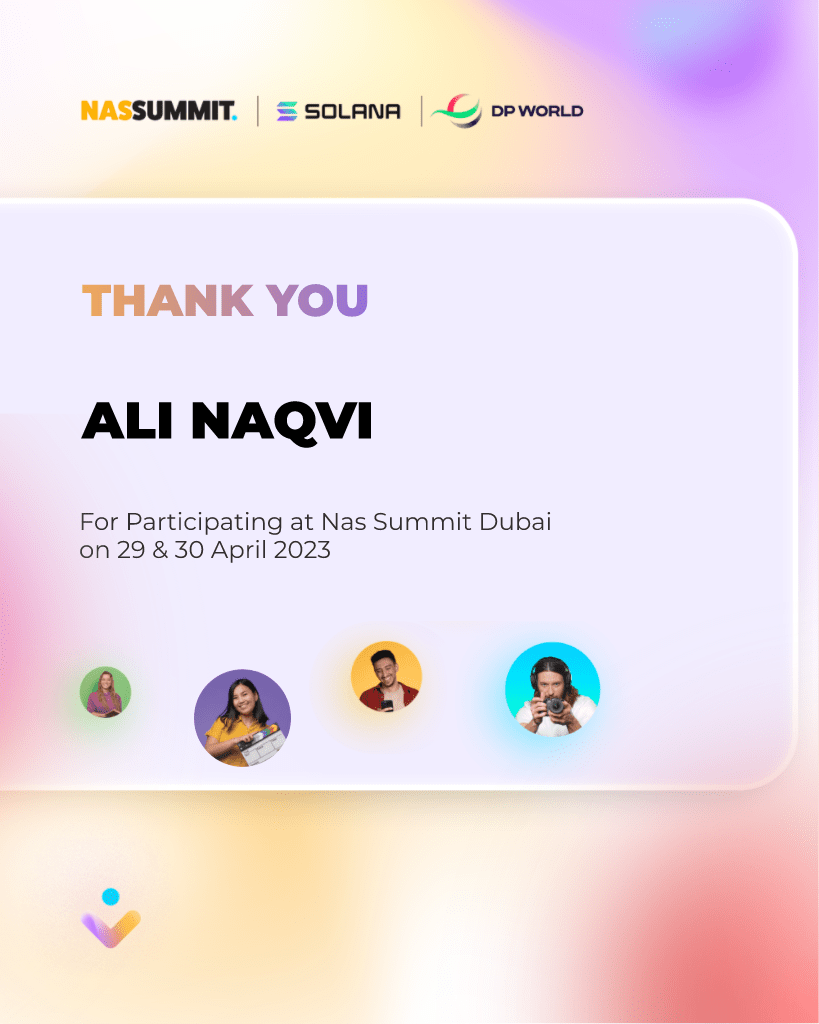 NASSUMMIT. SOLANA DP WORLD
THANK YOU
ALI NAQVI
For Participating at Nas Summit Dubai
on 29 & 30 April 2023